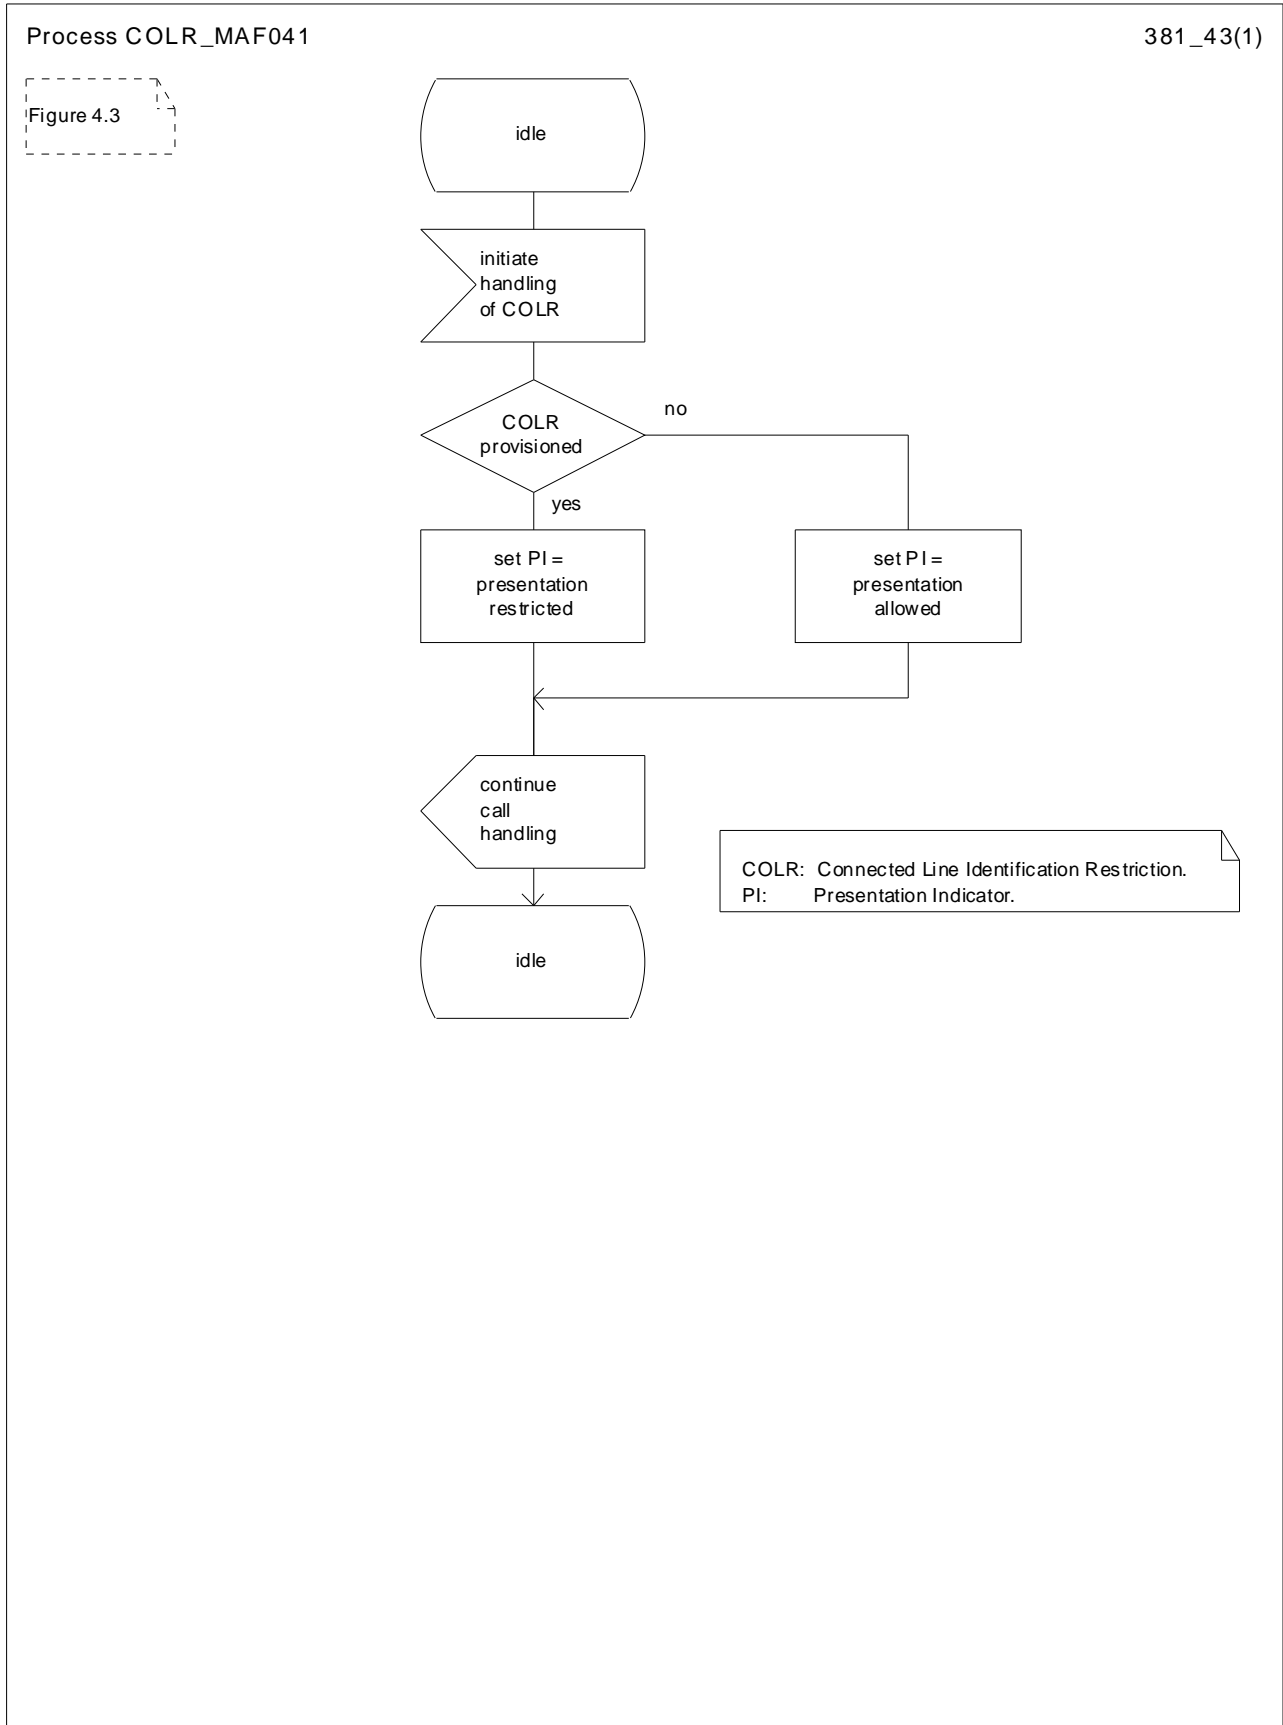 Process COLR_MAF041
381_43(1)
Figure 4.3
idle
initiate
handling
of COLR
COLR
provisioned
no
yes
set PI =
presentation
restricted
set PI =
presentation
allowed
continue
call
handling
COLR: Connected Line Identification Restriction.
PI: Presentation Indicator.
idle